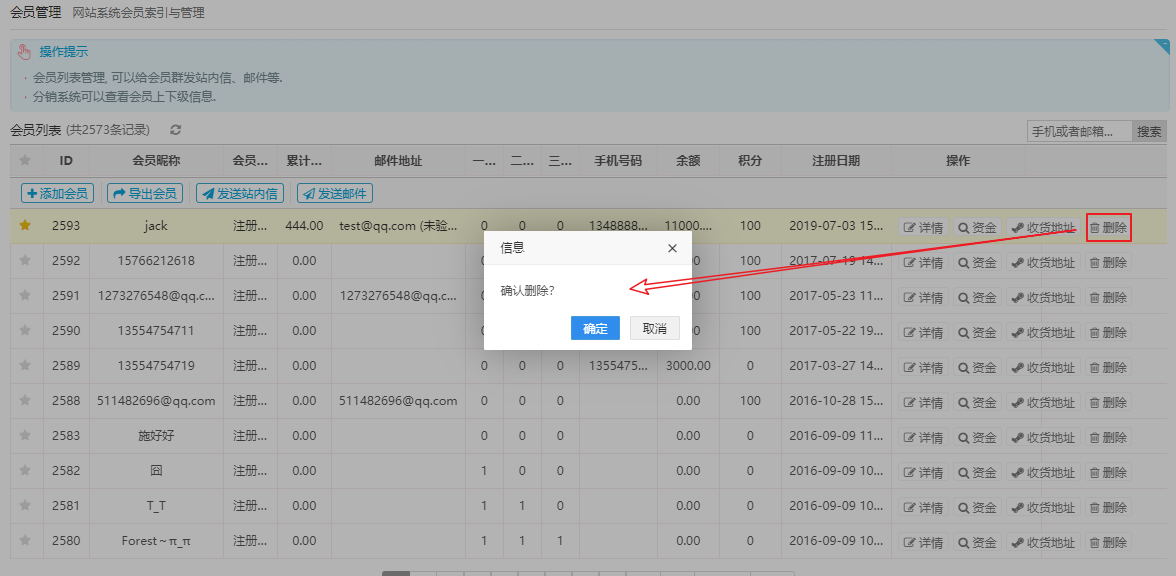 会员管理 网站系统会员索引与管理
操作提示
· 会员列表管理, 可以给会员群发站内信、邮件等.
· 分销系统可以查看会员上下级信息.
会员列表 (共2573条记录) 手机或者邮箱... 搜索
ID 会员昵称 会员... 累计... 邮件地址 一... 二... 三... 手机号码 余额 积分 注册日期 操作
添加会员 导出会员 发送站内信 发送邮件
2593 jack 注册... 444.00 test@qq.com (未验... 0 0 0 1348888... 11000.... 100 2019-07-03 15... 详情 资金 收货地址 删除
2592 15766212618 注册... 0.00 100 2017-07-19 14... 详情 资金 收货地址 删除
2591 1273276548@qq.c... 注册... 0.00 1273276548@qq.c... 100 2017-05-23 11... 详情 资金 收货地址 删除
2590 13554754711 注册... 0.00 100 2017-05-22 19... 详情 资金 收货地址 删除
2589 13554754719 注册... 0.00 0 0 0 1355475... 3000.00 0 2017-03-27 14... 详情 资金 收货地址 删除
2588 511482696@qq.com 注册... 0.00 511482696@qq.com 0 0 0 0.00 100 2016-10-28 15... 详情 资金 收货地址 删除
2583 施好好 注册... 0.00 0 0 0 0.00 0 2016-09-09 11... 详情 资金 收货地址 删除
2582 囧 注册... 0.00 1 0 0 0.00 0 2016-09-09 10... 详情 资金 收货地址 删除
2581 T_T 注册... 0.00 1 1 0 0.00 0 2016-09-09 10... 详情 资金 收货地址 删除
2580 Forest~π_π 注册... 0.00 1 1 1 0.00 0 2016-09-09 10... 详情 资金 收货地址 删除
信息
确认删除?
确定 取消